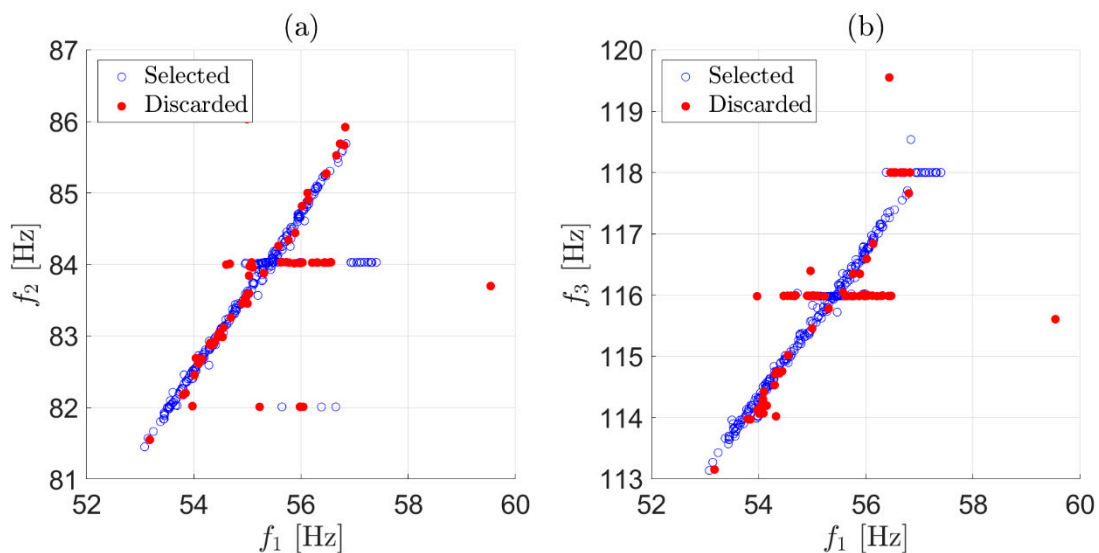 (a)
Selected
Discarded
87
86
85
84
83
82
81
f₂ [Hz]
52
54
56
58
60
f₁ [Hz]
(b)
Selected
Discarded
120
119
118
117
116
115
114
113
f₃ [Hz]
52
54
56
58
60
f₁ [Hz]